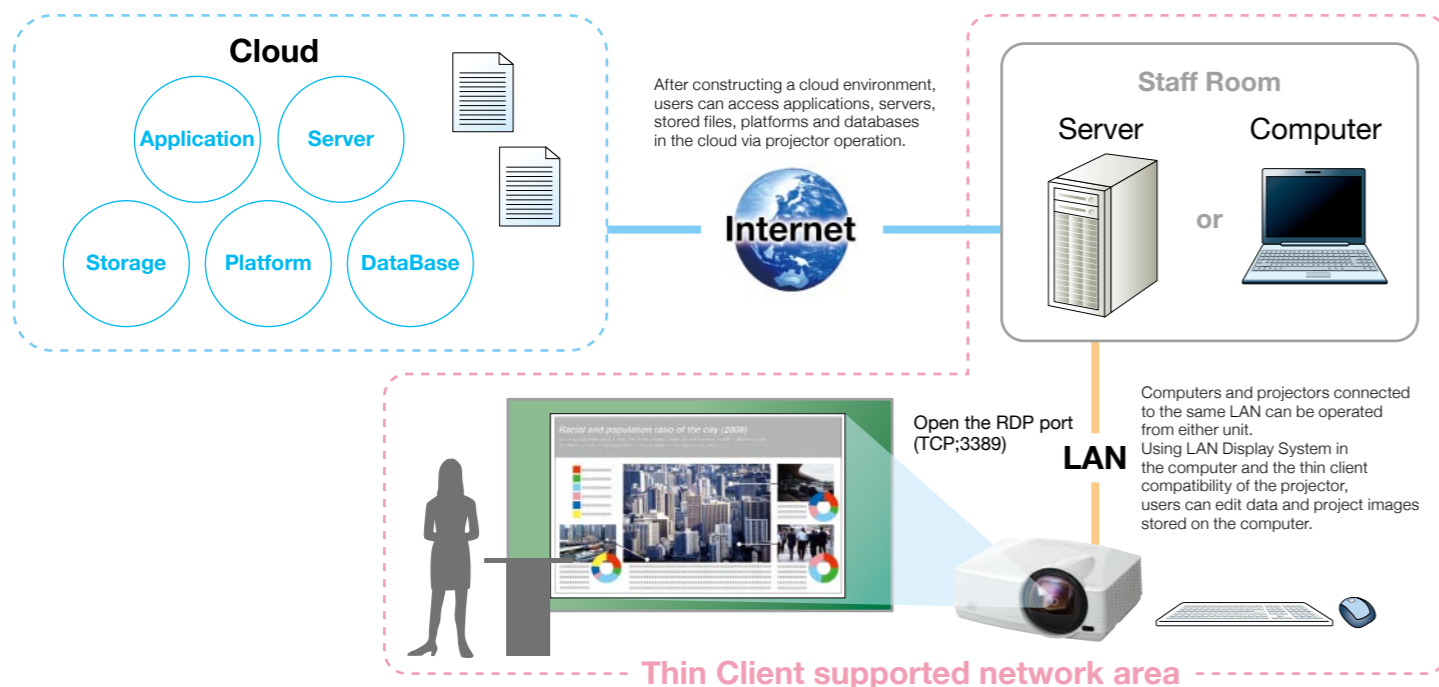 Cloud
Application
Server
Storage
Platform
DataBase
After constructing a cloud environment,
users can access applications, servers,
stored files, platforms and databases
in the cloud via projector operation.
Internet
Staff Room
Server
or
Computer
Computers and projectors connected
to the same LAN can be operated
from either unit.
Using LAN Display System in
the computer and the thin client
compatibility of the projector,
users can edit data and project images
stored on the computer.
LAN
Open the RDP port
(TCP;3389)
Racial and population ratio of the city (2008)
Thin Client supported network area